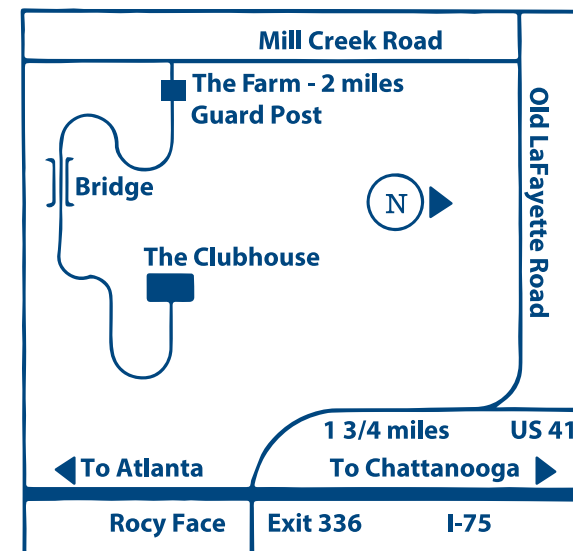 Mill Creek Road
The Farm - 2 miles
Guard Post
Old LaFayette Road
Bridge
N
The Clubhouse
1 3/4 miles
US 41
To Atlanta
To Chattanooga
Rocy Face
Exit 336
I-75